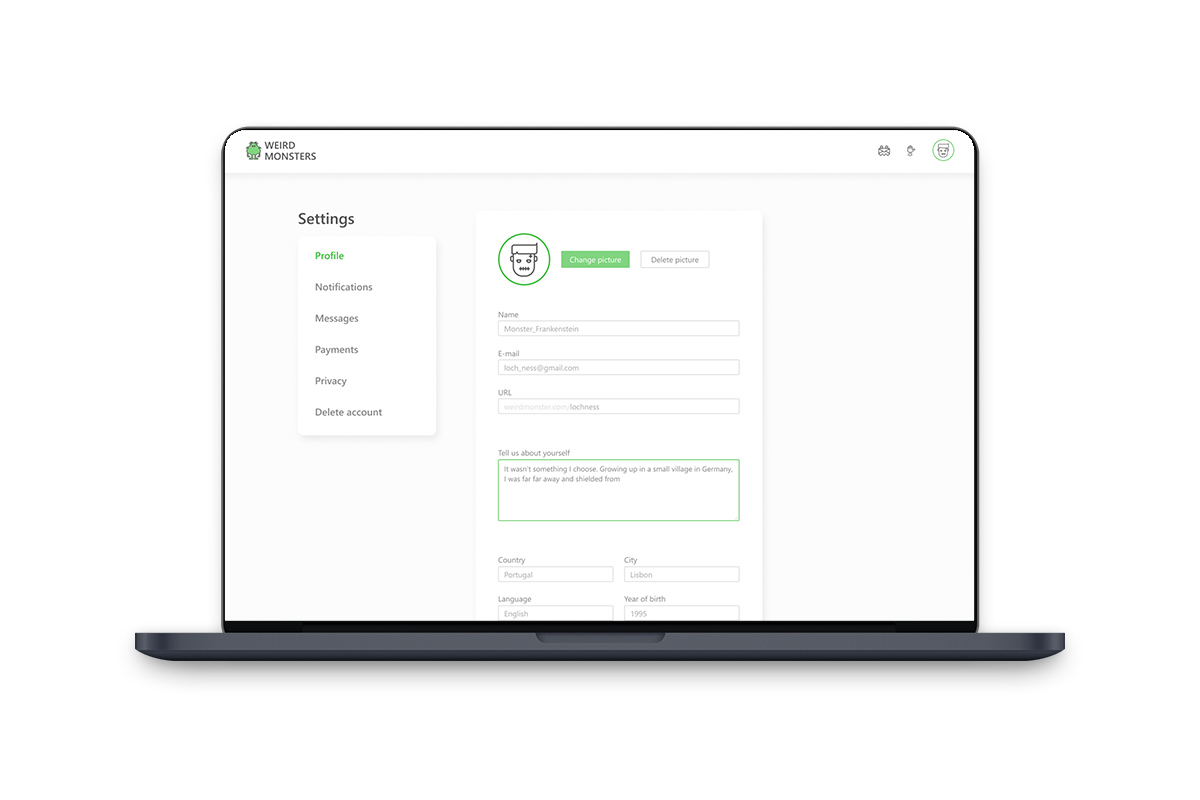 WEIRD
MONSTERS
Settings
Profile
Notifications
Messages
Payments
Privacy
Delete account
Change picture
Delete picture
Name
Monster_Frankenstein
E-mail
loch_ness@gmail.com
URL
weirdmonster.com/lochness
Tell us about yourself
It wasn't something I choose. Growing up in a small village in Germany,
I was far far away and shielded from
Country
City
Portugal
Lisbon
Language
Year of birth
English
1995